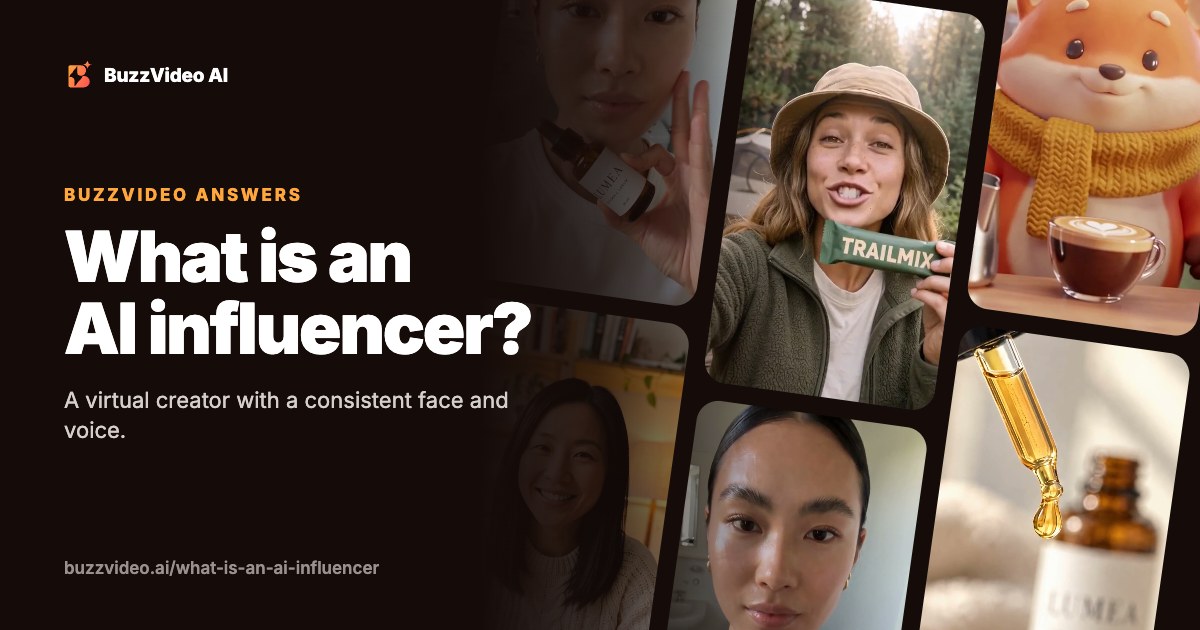 BuzzVideo AI
BUZZVIDEO ANSWERS
What is an
AI influencer?
A virtual creator with a consistent face and
voice.
buzzvideo.ai/what-is-an-ai-influencer
LUMEA
TRAILMIX
LUMEA